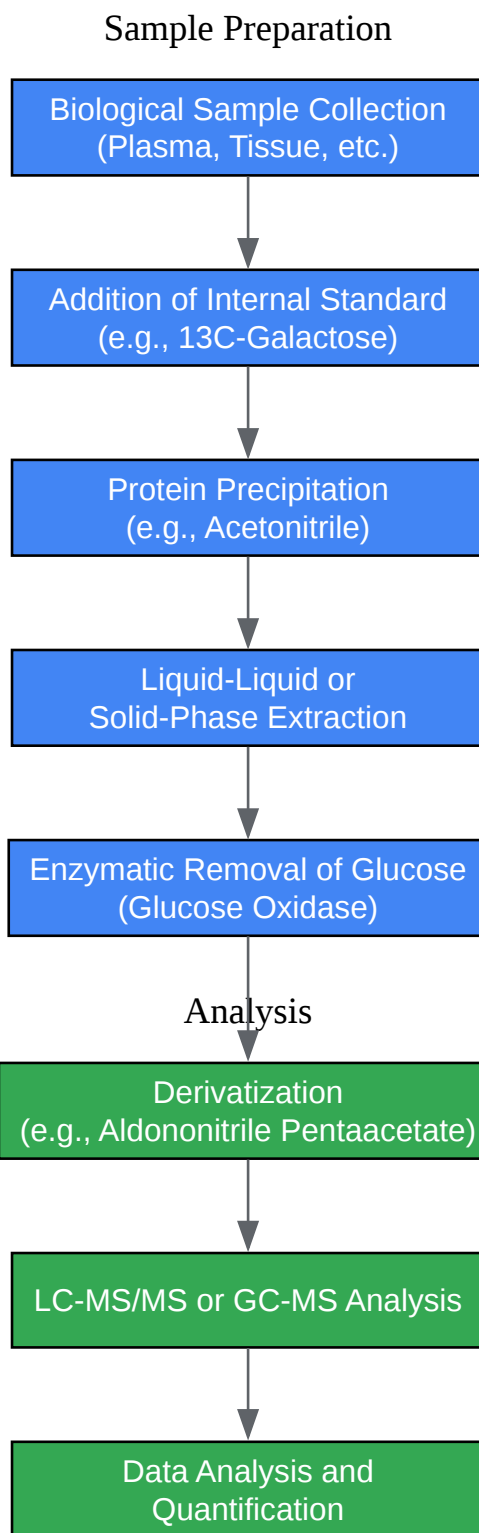 Sample Preparation
Biological Sample Collection
(Plasma, Tissue, etc.)
Addition of Internal Standard
(e.g., 13C-Galactose)
Protein Precipitation
(e.g., Acetonitrile)
Liquid-Liquid or
Solid-Phase Extraction
Enzymatic Removal of Glucose
(Glucose Oxidase)
Analysis
Derivatization
(e.g., Aldononitrile Pentaacetate)
LC-MS/MS or GC-MS Analysis
Data Analysis and
Quantification